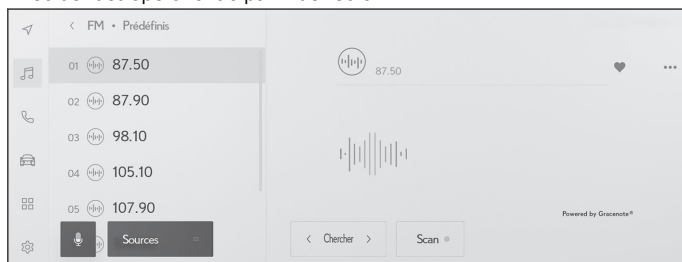 < FM • Prédéfinis
01 87.50
02 87.90
03 98.10
04 105.10
05 107.90
Sources
87.50
Powered by Gracenote®
< Chercher >
Scan